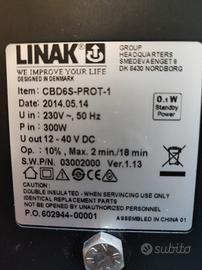 LINAK
WE IMPROVE YOUR LIFE
GROUP
HEADQUARTERS
SMEDEVAENGET 8
DK 6430 NORDBORG
Item: CBD6S-PROT-1
Date: 2014.05.14
U in: 230V~, 50 Hz
P in: 300W
U out 12 - 40 V DC
Op: 10% , Max. 2 min./18 min
S.W.P/N. 03002000 Ver.1.13
0.1W
Standby
Power
CAUTION:
DOUBLE INSULATED - WHEN SERVICING USE ONLY
IDENTICAL REPLACEMENT PARTS
NOT TO BE OPENED BY UNAUTHORIZED PERSONNEL
P.O. 602944-00001
ASSEMBLED IN CHINA 01
subito